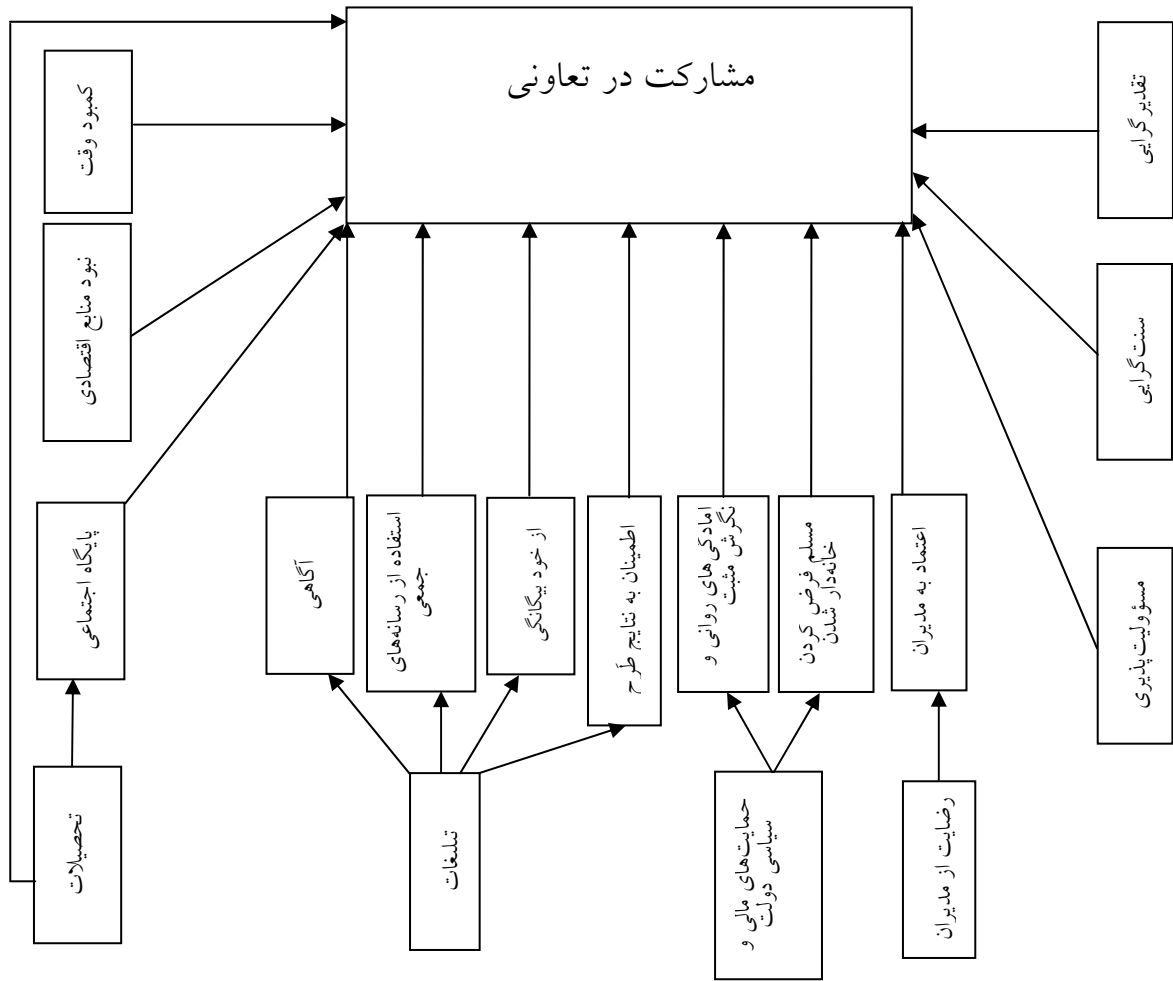 مشارکت در تعاونی
کمبود وقت
نبود منابع اقتصادی
پایگاه اجتماعی
تحصیلات
آگاهی
استفاده از رسانه‌های
جمعی
از خود بیگانگی
اطمینان به نتایج طرح
امادگی های روانی و
نگرش مثبت
مسلم فرض کردن
خانه‌دار شدن
اعتماد به مدیران
تبلیغات
حمایت‌های مالی و
سیاسی دولت
رضایت از مدیران
تقدیرگرایی
سنت‌گرایی
مسؤولیت‌پذیری